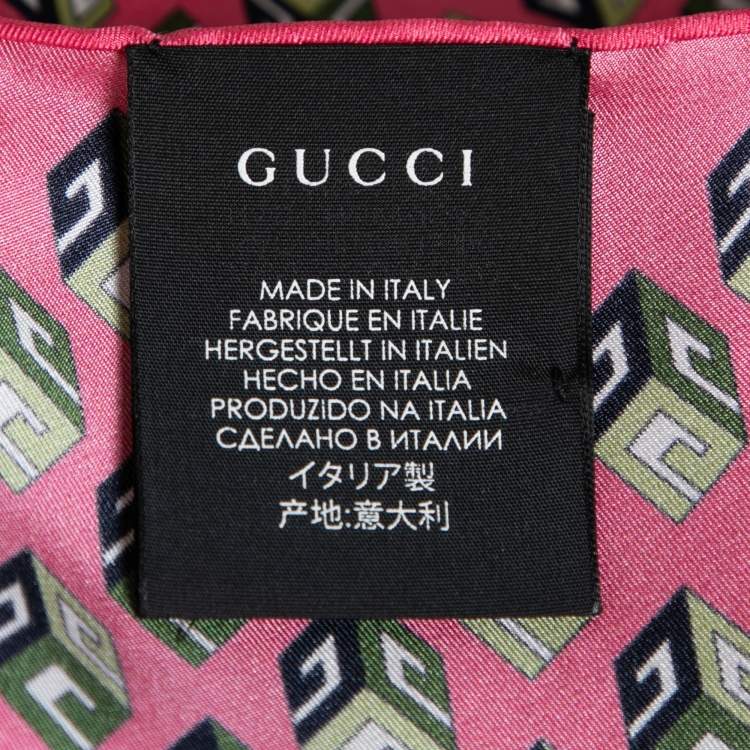 GUCCI
MADE IN ITALY
FABRIQUE EN ITALIE
HERGESTELLT IN ITALIEN
HECHO EN ITALIA
PRODUZIDO NA ITALIA
СДЕЛАНО В ИТАЛИИ
イタリア製
产地:意大利